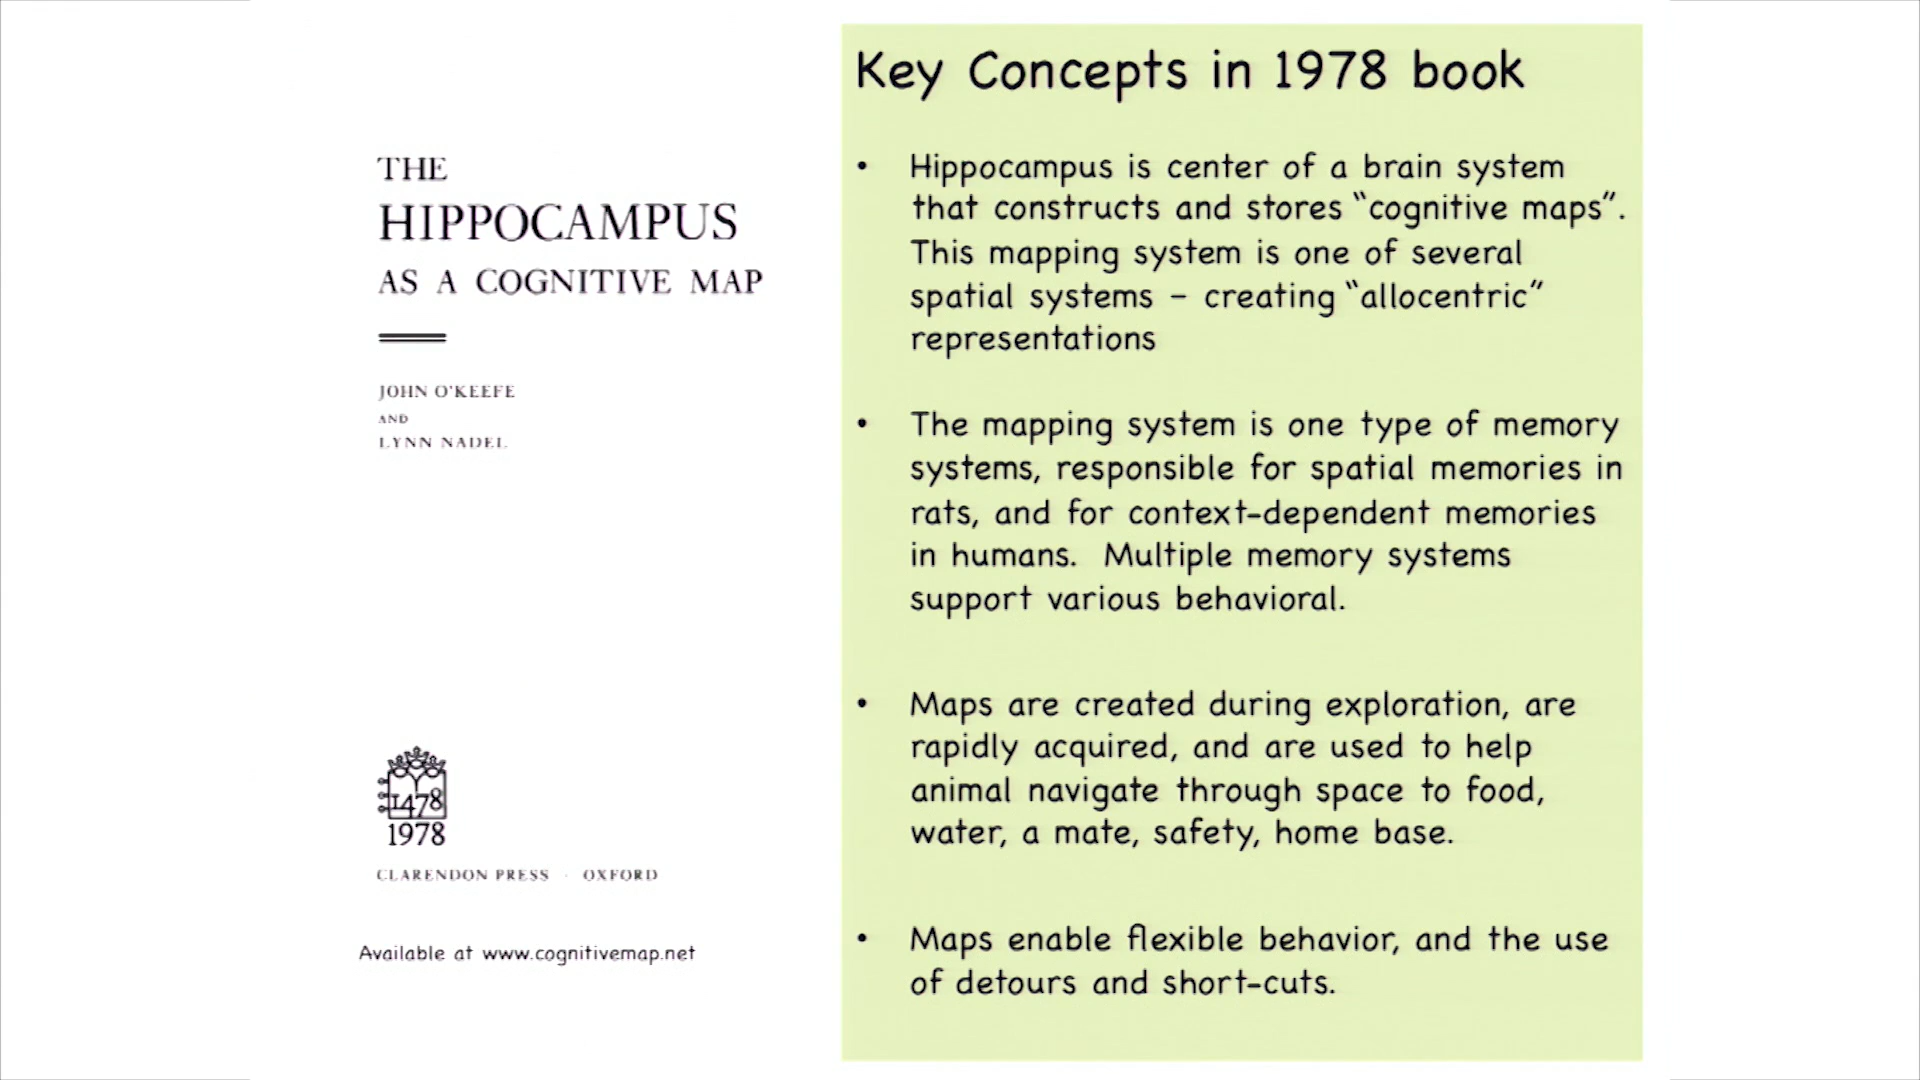 THE
HIPPOCAMPUS
AS A COGNITIVE MAP
JOHN O'KEEFE
AND
LYNN NADEL
1478
1978
CLARENDON PRESS · OXFORD
Available at www.cognitivemap.net
Key Concepts in 1978 book
• Hippocampus is center of a brain system
that constructs and stores “cognitive maps”.
This mapping system is one of several
spatial systems – creating “allocentric”
representations
• The mapping system is one type of memory
systems, responsible for spatial memories in
rats, and for context-dependent memories
in humans. Multiple memory systems
support various behavioral.
• Maps are created during exploration, are
rapidly acquired, and are used to help
animal navigate through space to food,
water, a mate, safety, home base.
• Maps enable flexible behavior, and the use
of detours and short-cuts.